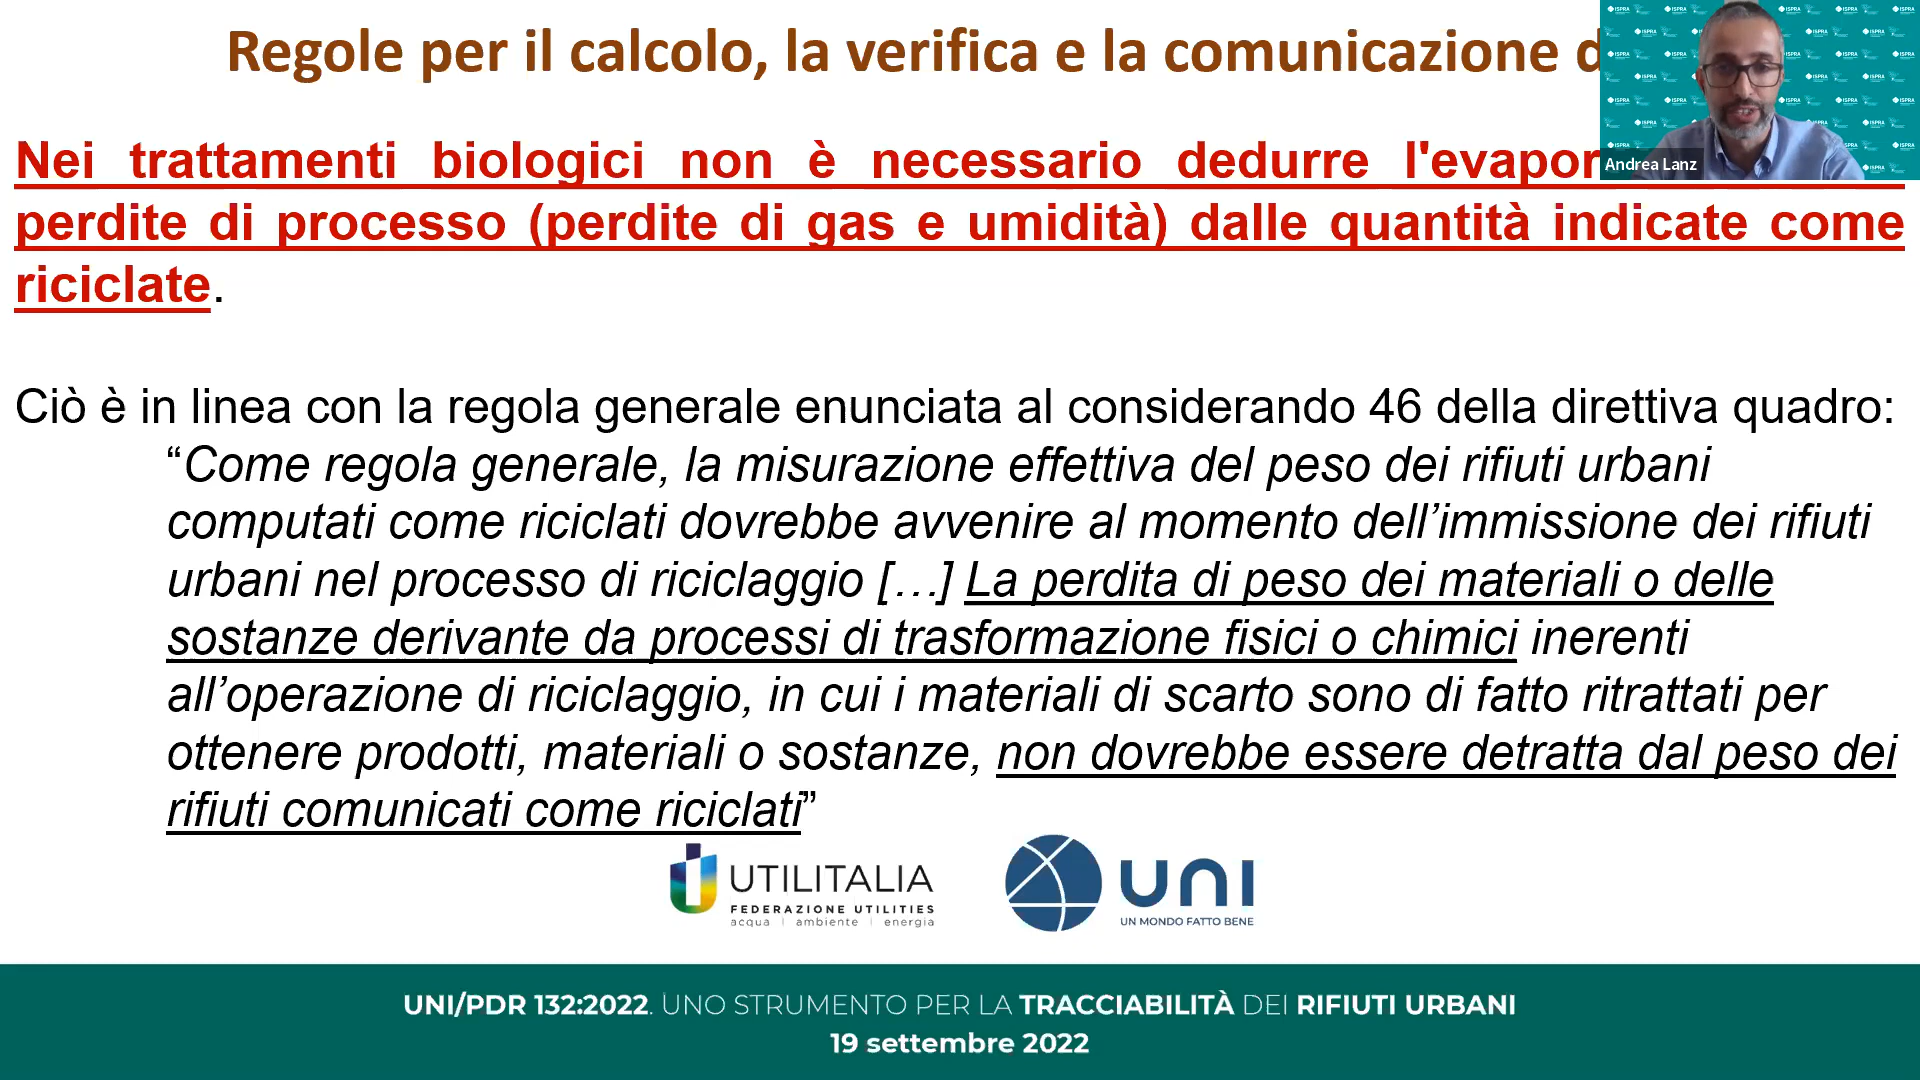 Regole per il calcolo, la verifica e la comunicazione
Andrea Lanz
Nei trattamenti biologici non è necessario dedurre
perdite di processo (perdite di gas e umidità) dalle quantità indicate come
riciclate.
Ciò è in linea con la regola generale enunciata al considerando 46 della direttiva quadro:
“Come regola generale, la misurazione effettiva del peso dei rifiuti urbani
computati come riciclati dovrebbe avvenire al momento dell’immissione dei rifiuti
urbani nel processo di riciclaggio […] La perdita di peso dei materiali o delle
sostanze derivante da processi di trasformazione fisici o chimici inerenti
all’operazione di riciclaggio, in cui i materiali di scarto sono di fatto ritrattati per
ottenere prodotti, materiali o sostanze, non dovrebbe essere detratta dal peso dei
rifiuti comunicati come riciclati”
UTILITALIA
FEDERAZIONE UTILITIES
acqua | ambiente | energia
UNI
UN MONDO FATTO BENE
UNI/PDR 132:2022. UNO STRUMENTO PER LA TRACCIABILITÀ DEI RIFIUTI URBANI
19 settembre 2022